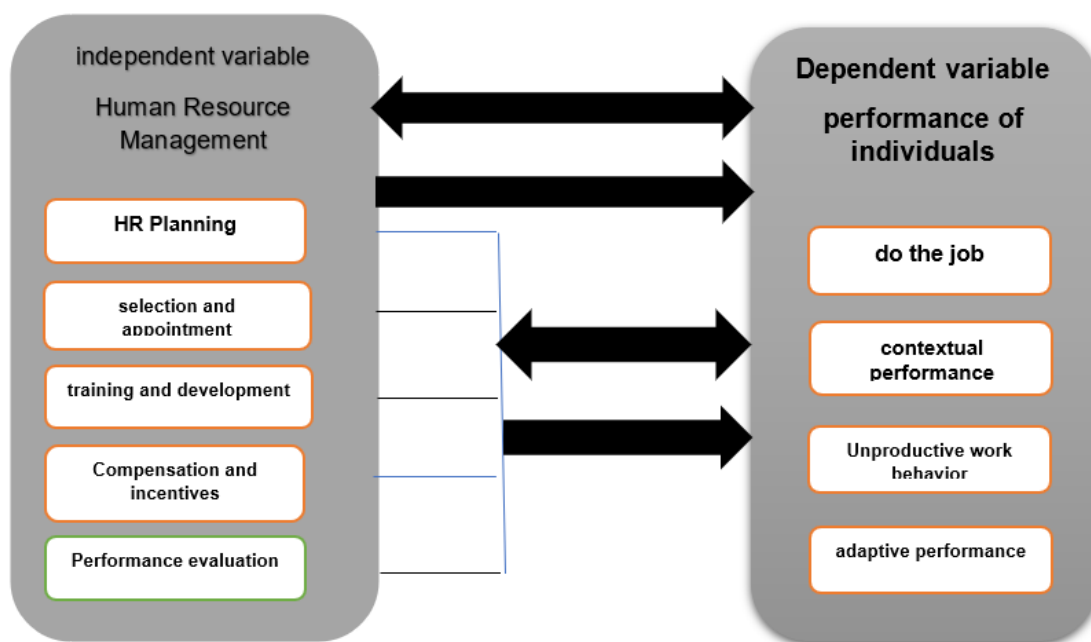 independent variable
Human Resource
Management
HR Planning
selection and
appointment
training and development
Compensation and
incentives
Performance evaluation
Dependent variable
performance of
individuals
do the job
contextual
performance
Unproductive work
behavior
adaptive performance